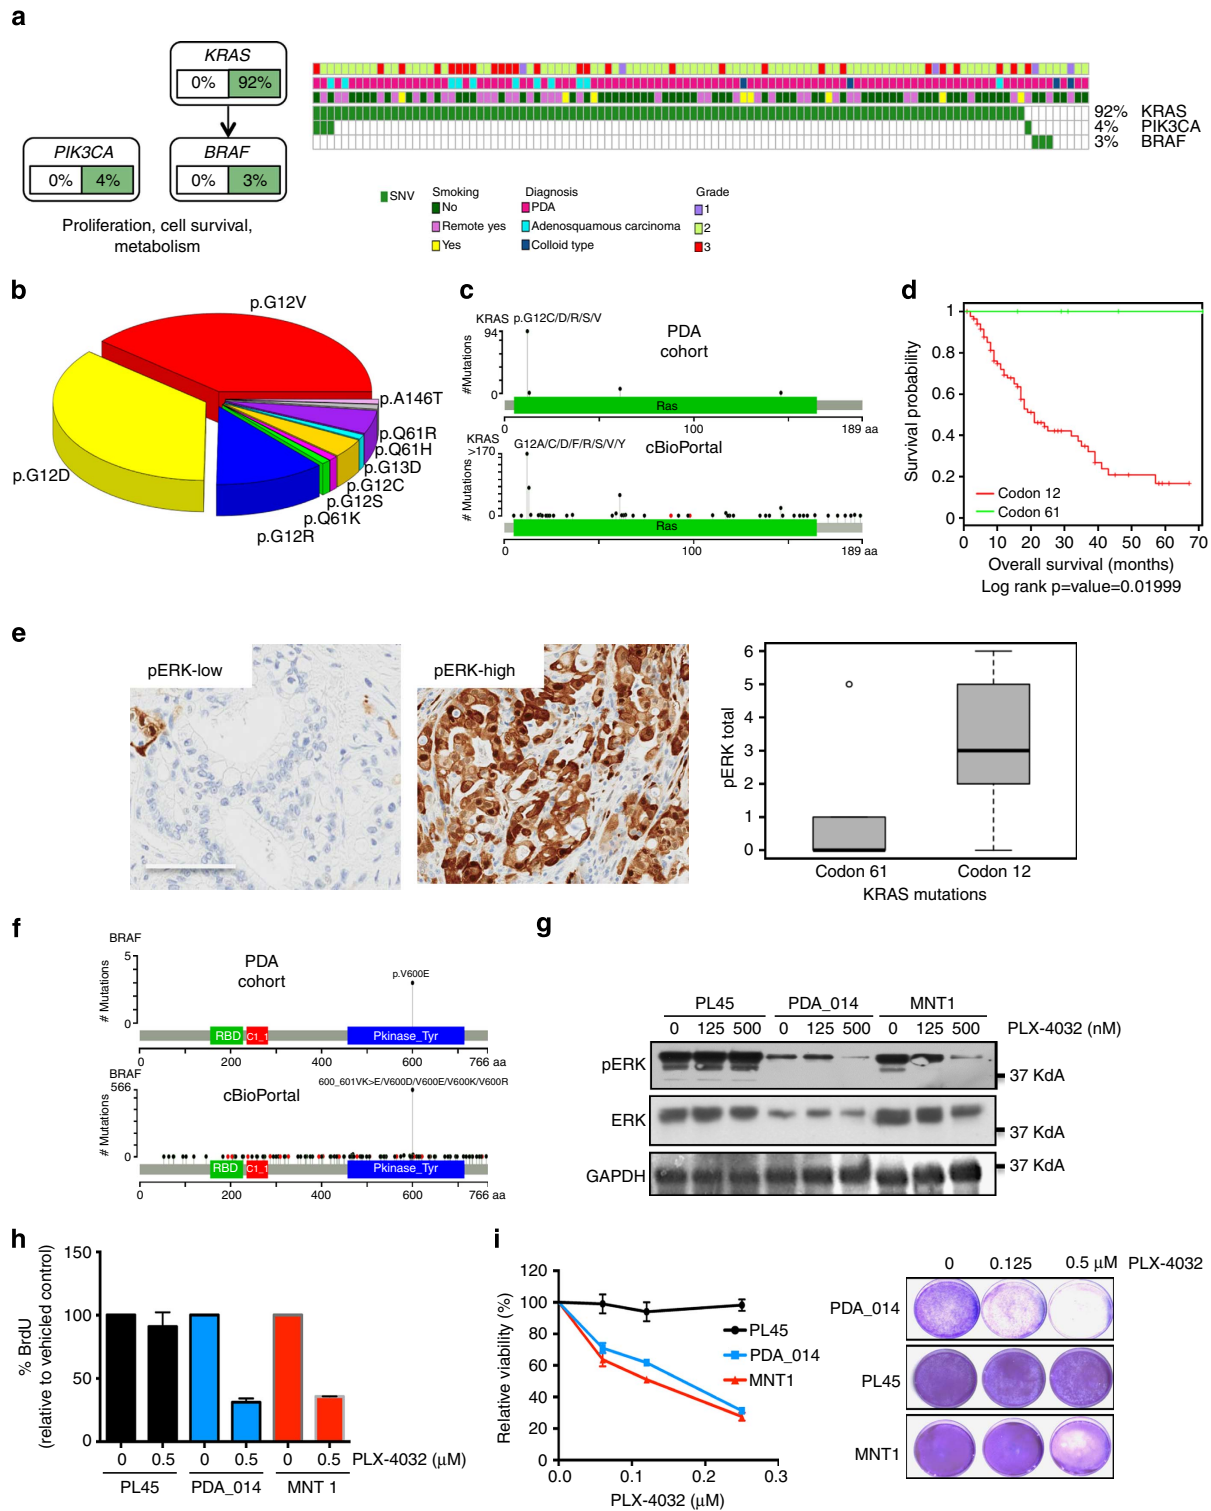 a
KRAS
0% 92%
PIK3CA
0% 4%
BRAF
0% 3%
Proliferation, cell survival,
metabolism
92% KRAS
4% PIK3CA
3% BRAF
SNV
Smoking
No
Remote yes
Yes
Diagnosis
PDA
Adenosquamous carcinoma
Colloid type
Grade
1
2
3
b
p.G12V
p.A146T
p.Q61R
p.Q61H
p.G13D
p.G12C
p.G12S
p.Q61K
p.G12R
p.G12D
c
KRAS p.G12C/D/R/S/V
94
0
#Mutations
PDA
cohort
Ras
0 100 189 aa
KRAS
>170
G12A/C/D/F/R/S/V/Y
cBioPortal
# Mutations
0
Ras
0 100 189 aa
d
Survival probability
1
0.8
0.6
0.4
0.2
0
Codon 12
Codon 61
0 10 20 30 40 50 60 70
Overall survival (months)
Log rank p=value=0.01999
e
pERK-low
pERK-high
pERK total
6
5
4
3
2
1
0
Codon 61 Codon 12
KRAS mutations
f
BRAF
5
0
# Mutations
PDA
cohort
p.V600E
RBD C1_1 Pkinase_Tyr
0 200 400 600 766 aa
BRAF
566
0
# Mutations
600_601VK>E/V600D/V600E/V600K/V600R
cBioPortal
RBD C1_1 Pkinase_Tyr
0 200 400 600 766 aa
g
PL45 PDA_014 MNT1
0 125 500 0 125 500 0 125 500 PLX-4032 (nM)
pERK
37 KdA
ERK
37 KdA
GAPDH
37 KdA
h
% BrdU
(relative to vehicled control)
150
100
50
0
0 0.5 0 0.5 0 0.5 PLX-4032 (μM)
PL45 PDA_014 MNT 1
i
Relative viability (%)
120
100
80
60
40
20
0
PL45
PDA_014
MNT1
0.0 0.1 0.2 0.3
PLX-4032 (μM)
0 0.125 0.5 μM PLX-4032
PDA_014
PL45
MNT1